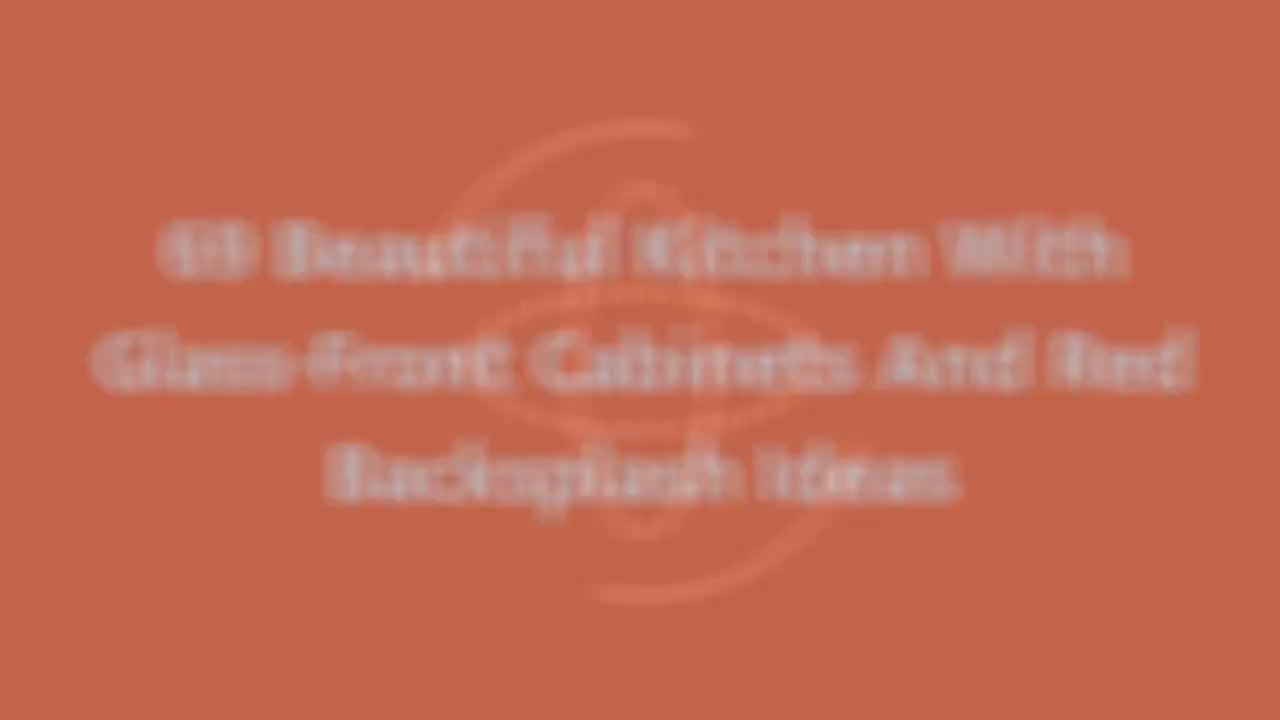 Beautiful Kitchen With
Glass-Front Cabinets And Red
Backsplash Ideas